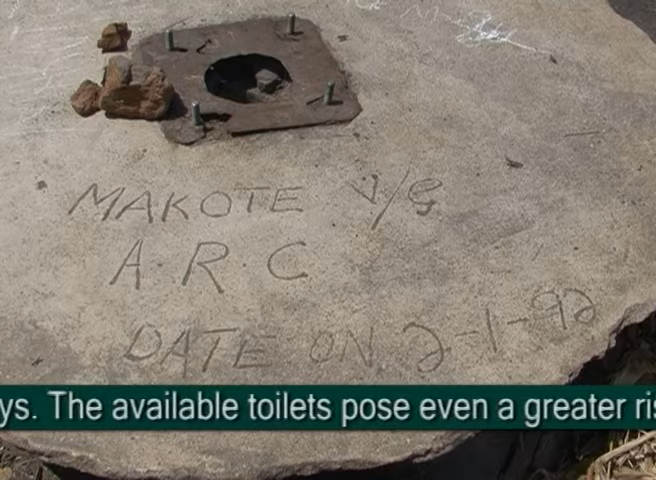 MAKOTE V/G
A.R.C
DATE ON 2-1-92
ys. The available toilets pose even a greater ris